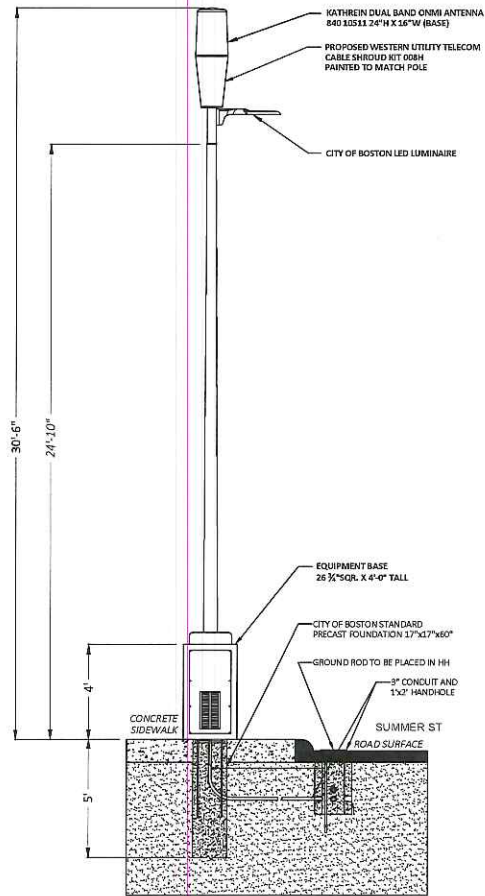 KATHREIN DUAL BAND ONMI ANTENNA
840 10511 24"H X 16"W (BASE)
PROPOSED WESTERN UTILITY TELECOM
CABLE SHROUD KIT 008H
PAINTED TO MATCH POLE
CITY OF BOSTON LED LUMINAIRE
30'-6"
24'-10"
EQUIPMENT BASE
26 ¾"SQR. X 4'-0" TALL
CITY OF BOSTON STANDARD
PRECAST FOUNDATION 17"x17"x60"
GROUND ROD TO BE PLACED IN HH
3" CONDUIT AND
1'x2' HANDHOLE
4'
CONCRETE
SIDEWALK
SUMMER ST
ROAD SURFACE
5'